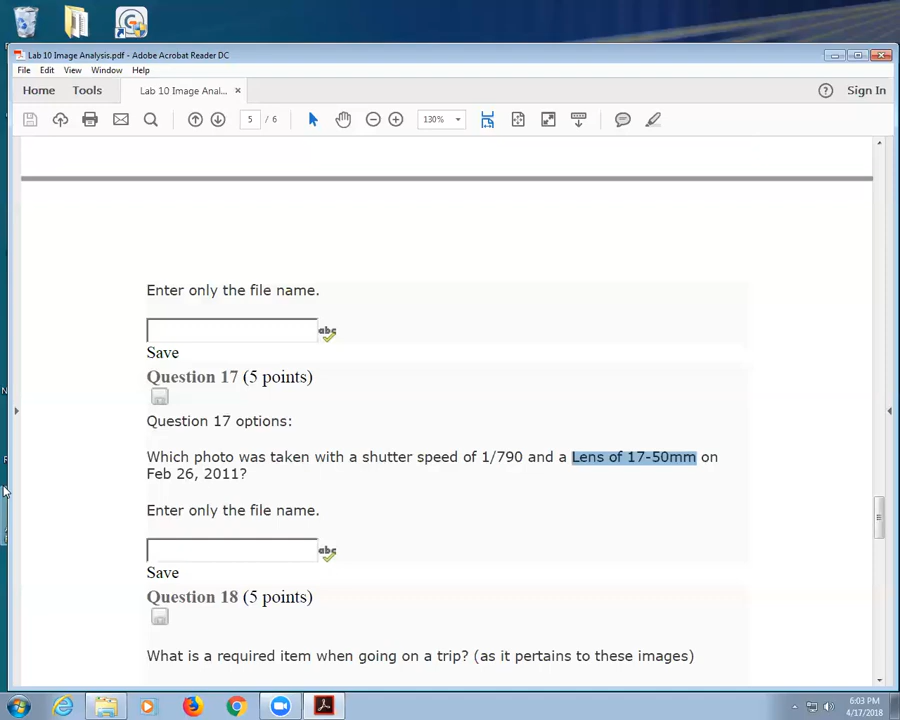 Lab 10 Image Analysis.pdf - Adobe Acrobat Reader DC
File Edit View Window Help
Home Tools Lab 10 Image Anal... × ? Sign In
5 / 6 130%
Enter only the file name.
abc
Save
Question 17 (5 points)
Question 17 options:
Which photo was taken with a shutter speed of 1/790 and a Lens of 17-50mm on
Feb 26, 2011?
Enter only the file name.
abc
Save
Question 18 (5 points)
What is a required item when going on a trip? (as it pertains to these images)
6:03 PM
4/17/2018